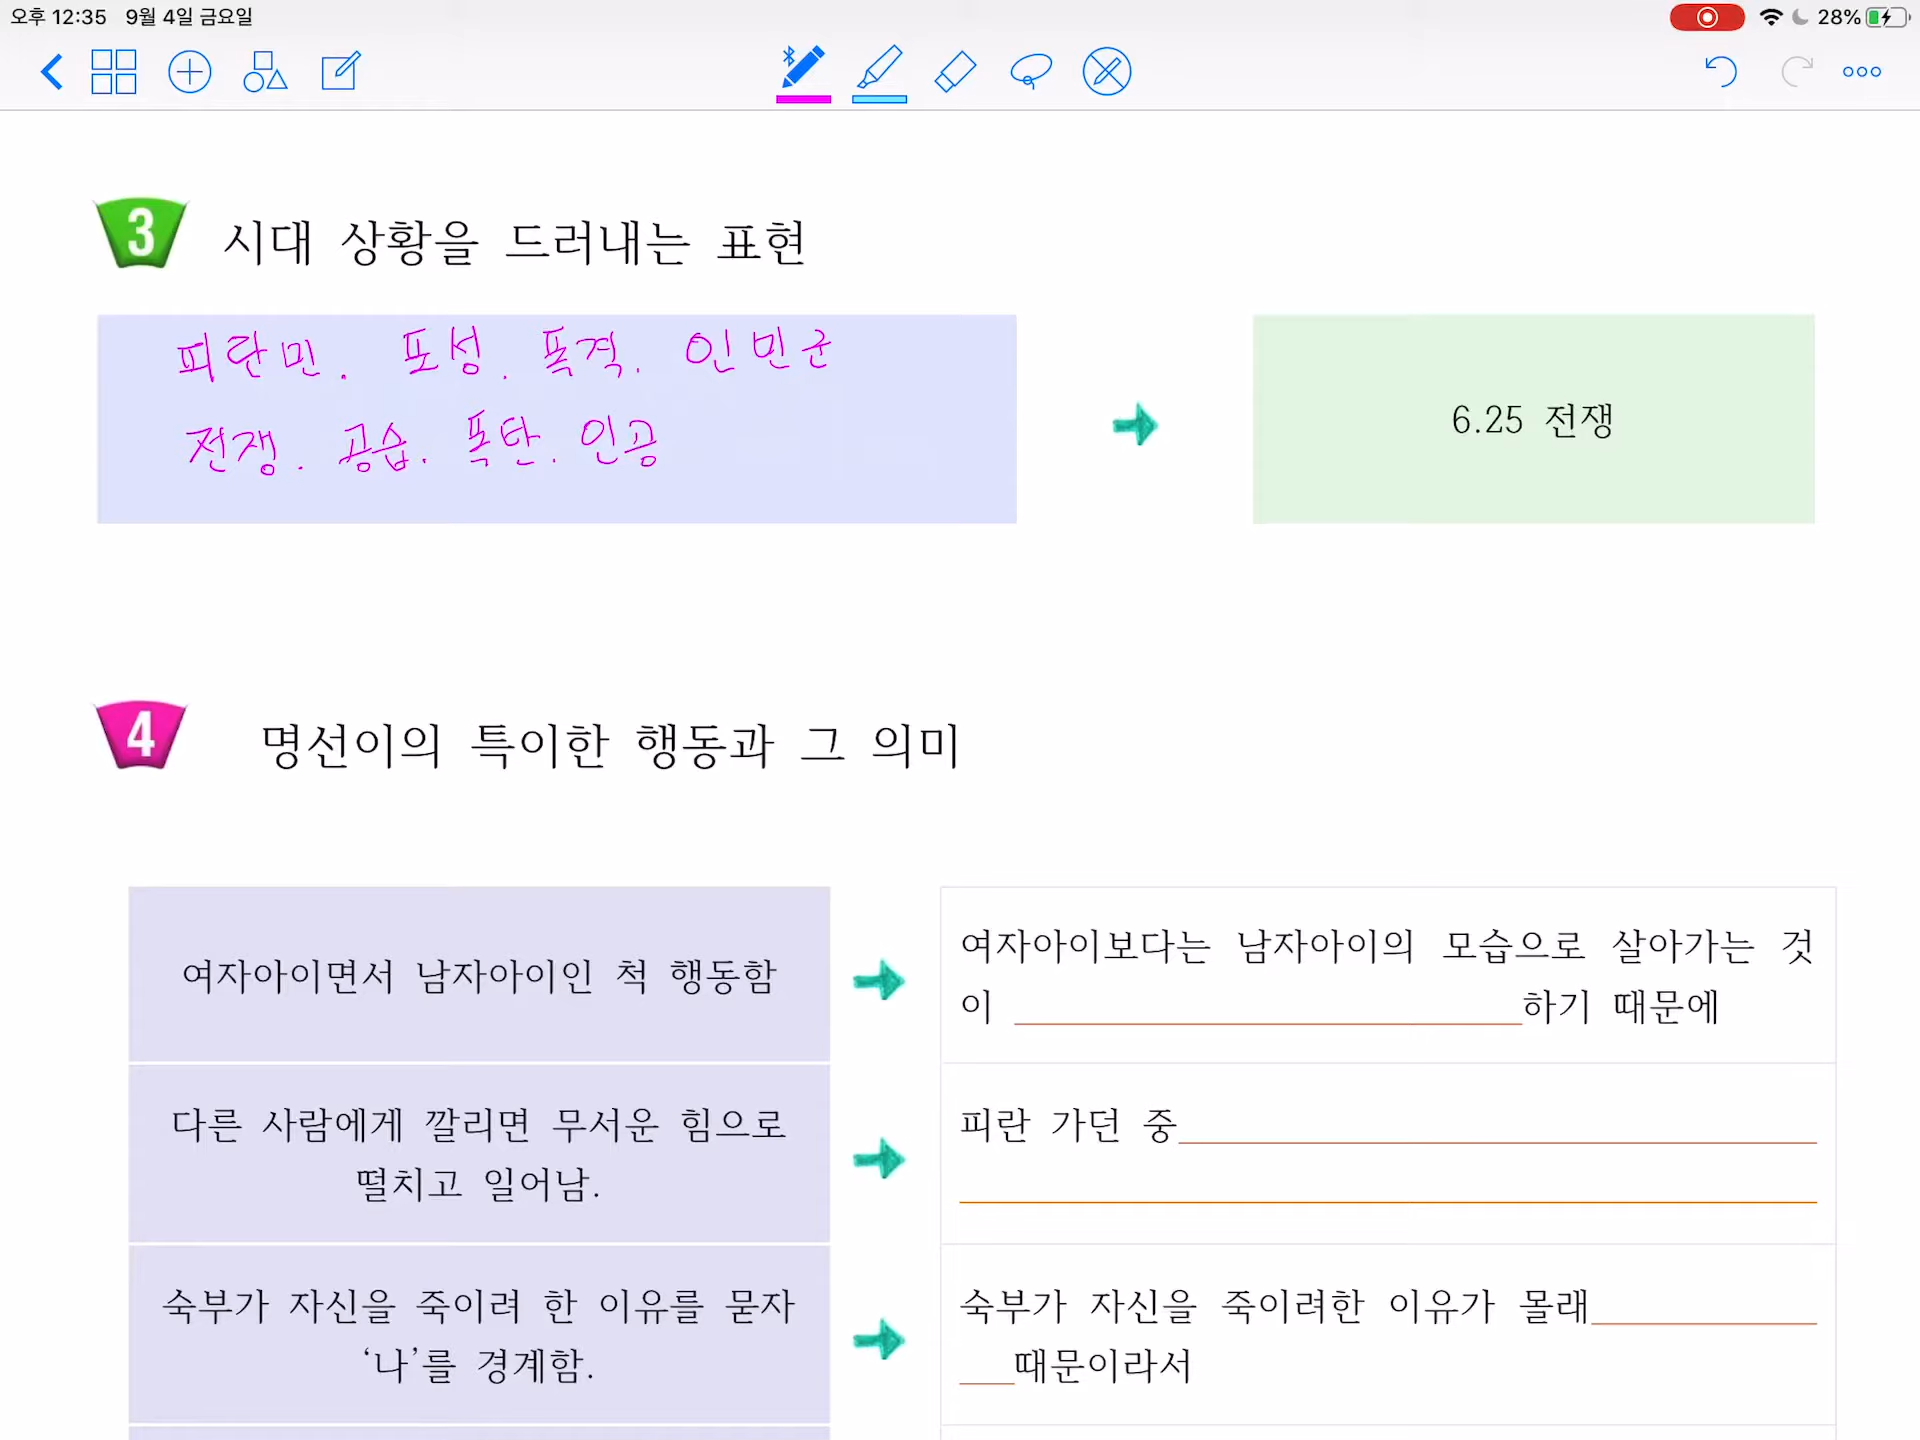 오후 12:35 9월 4일 금요일
28%
3 시대 상황을 드러내는 표현
피란민. 포성. 폭격. 인민군
전쟁. 공습. 폭탄. 인공
6.25 전쟁
4 명선이의 특이한 행동과 그 의미
여자아이면서 남자아이인 척 행동함
여자아이보다는 남자아이의 모습으로 살아가는 것
이 하기 때문에
다른 사람에게 깔리면 무서운 힘으로
떨치고 일어남.
피란 가던 중
숙부가 자신을 죽이려 한 이유를 묻자
‘나’를 경계함.
숙부가 자신을 죽이려한 이유가 몰래
때문이라서